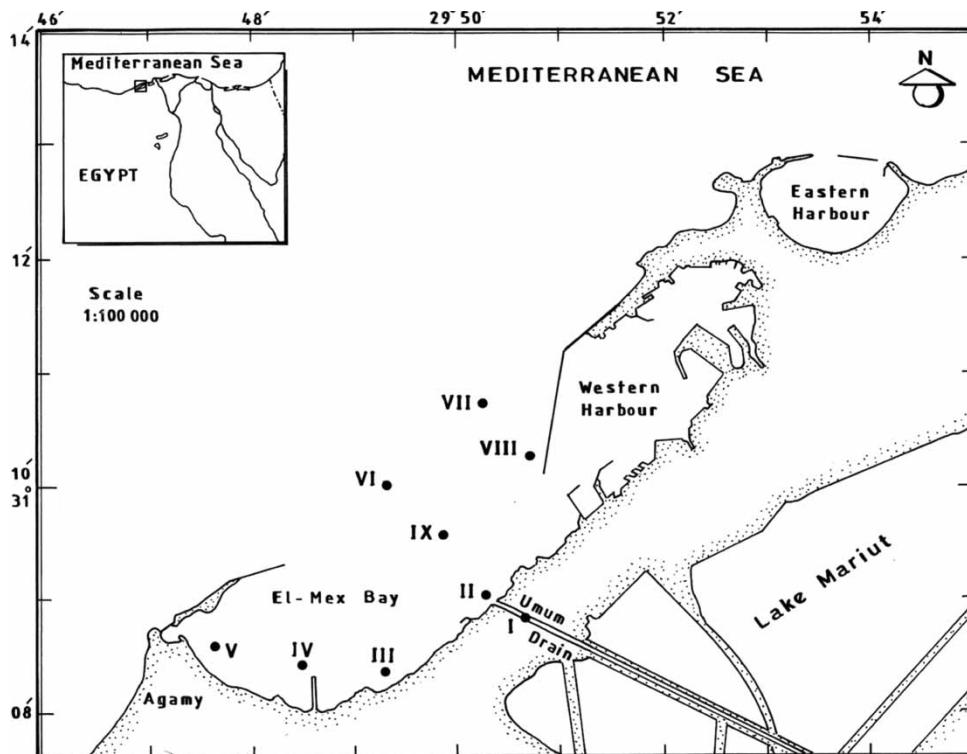 46'
48'
29° 50'
52'
54'
14'
Mediterranean Sea
EGYPT
MEDITERRANEAN SEA
N
Eastern
Harbour
12'
Scale
1:100 000
Western
Harbour
VII
VIII
VI
10'
31°
IX
Lake Mariut
El-Mex Bay
II
Umum
I
Drain
V
IV
III
Agamy
08'